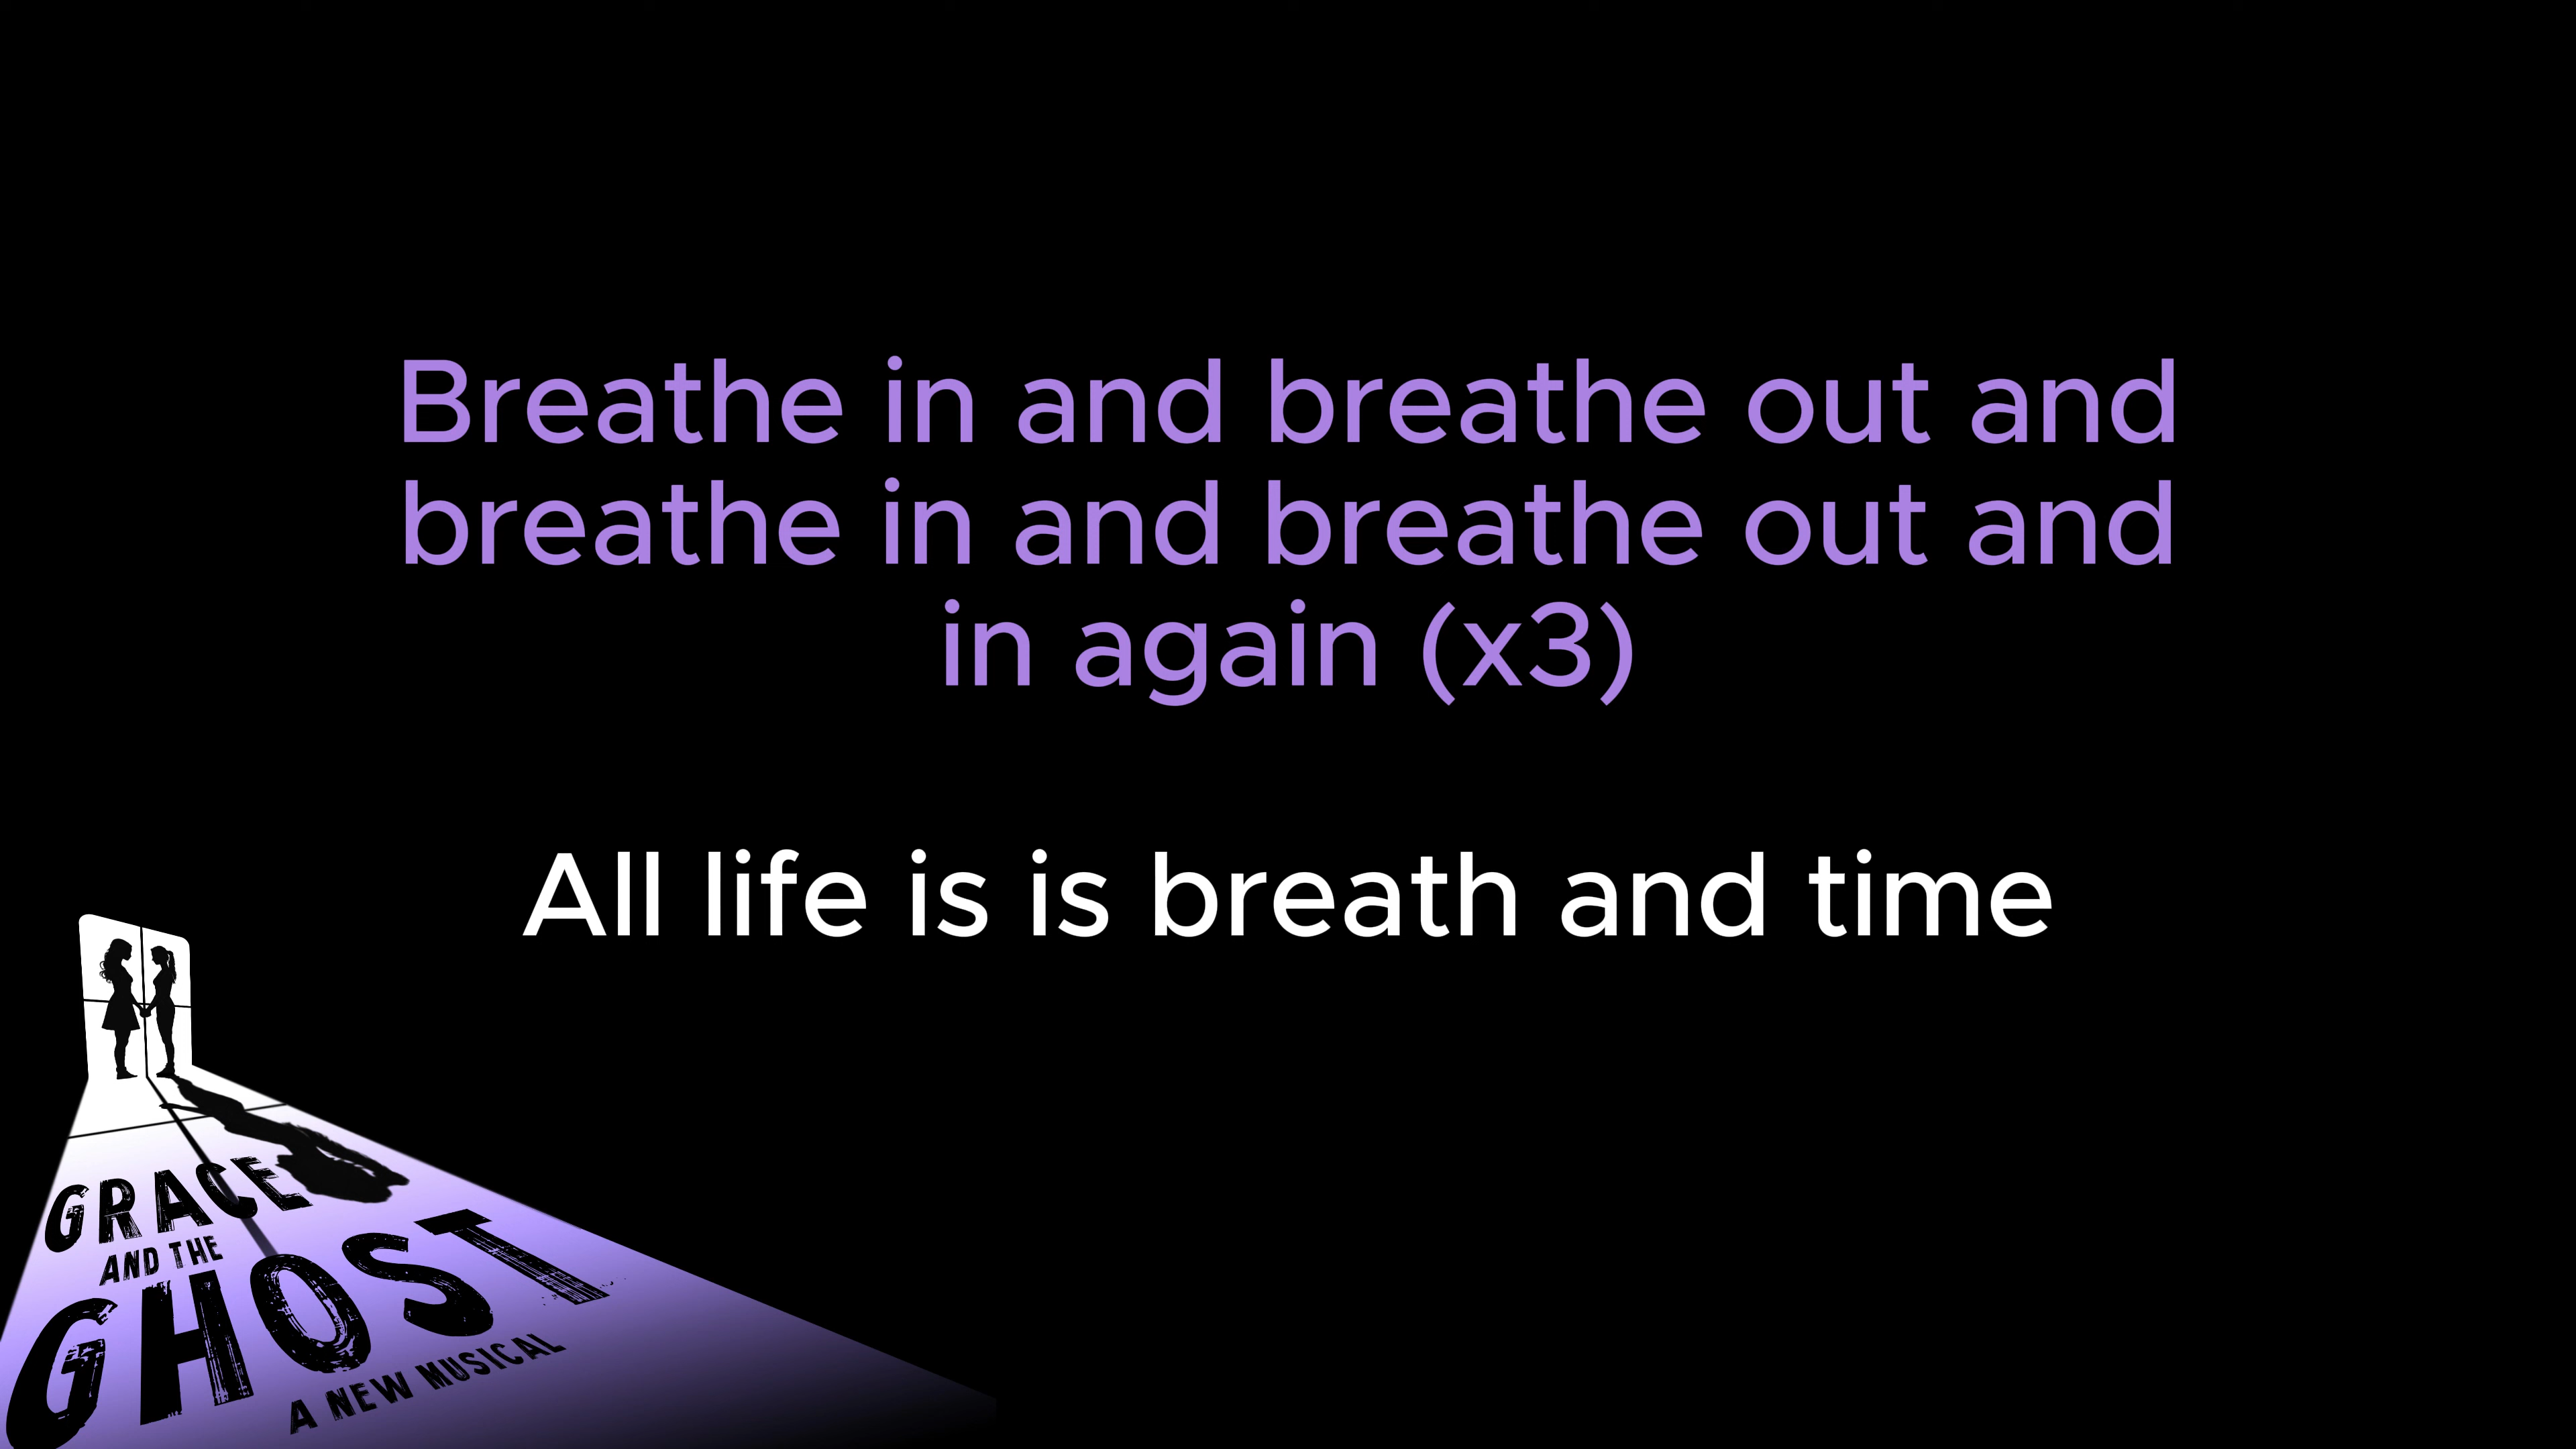 Breathe in and breathe out and
breathe in and breathe out and
in again (x3)
All life is is breath and time
GRACE
AND THE
GHOST
A NEW MUSICAL